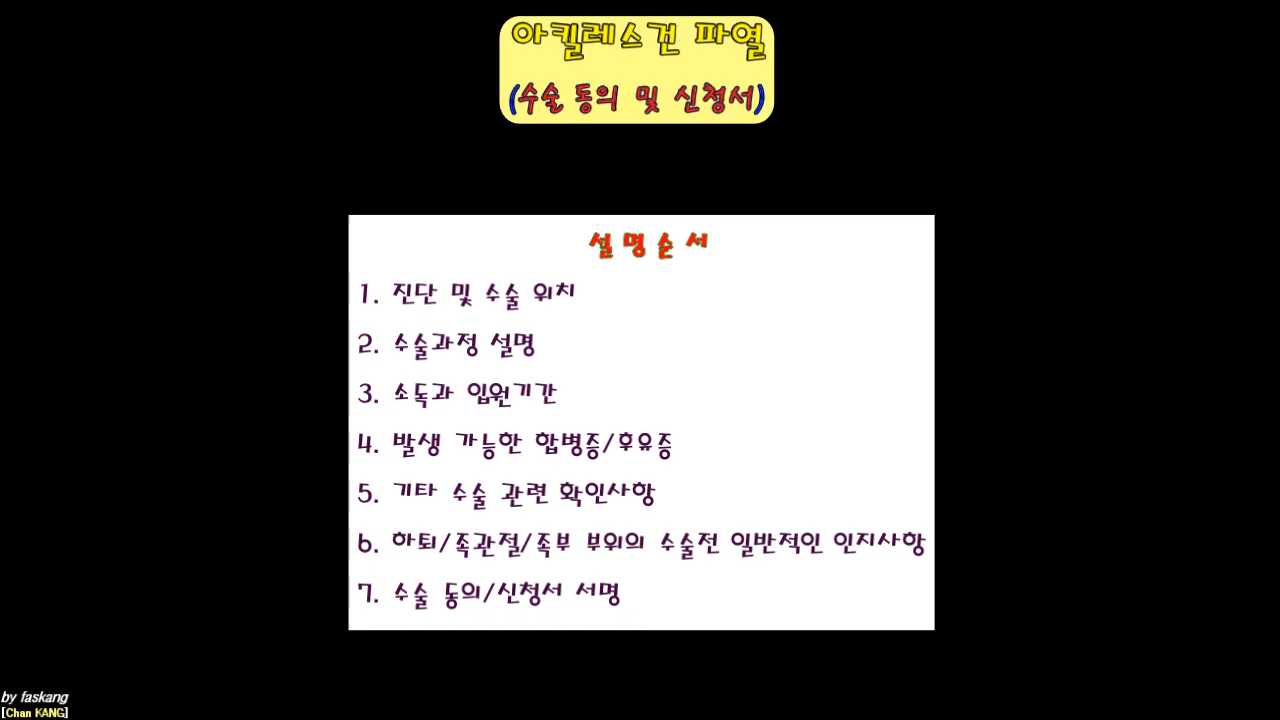 아킬레스건 파열
(수술 동의 및 신청서)
설명순서
1. 진단 및 수술 위치
2. 수술과정 설명
3. 소독과 입원기간
4. 발생 가능한 합병증/후유증
5. 기타 수술 관련 확인사항
6. 하퇴/족관절/족부 부위의 수술전 일반적인 인지사항
7. 수술 동의/신청서 서명
by faskang
[Chan KANG]